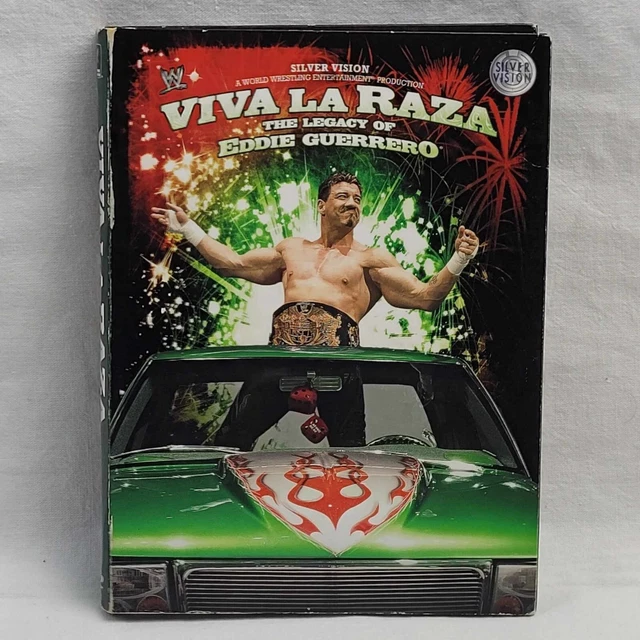 SILVER VISION
A WORLD WRESTLING ENTERTAINMENT PRODUCTION
VIVA LA RAZA
THE LEGACY OF
EDDIE GUERRERO
SILVER
VISION